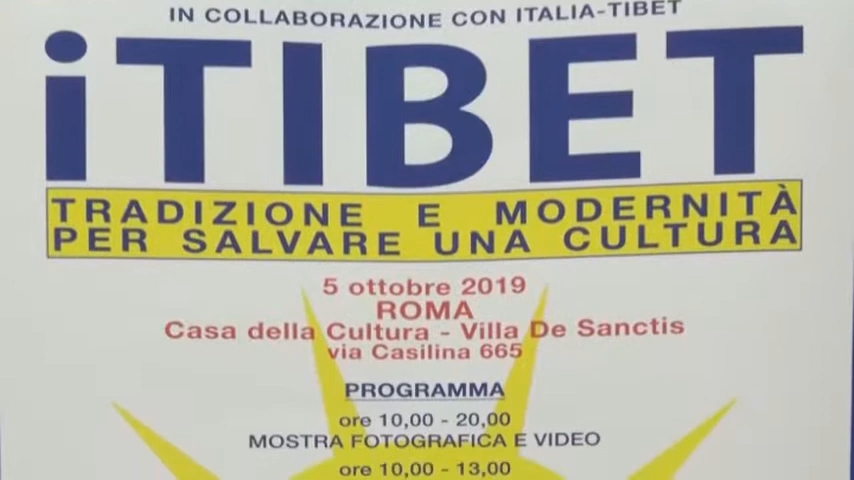 IN COLLABORAZIONE CON ITALIA-TIBET
iTIBET
TRADIZIONE E MODERNITÀ
PER SALVARE UNA CULTURA
5 ottobre 2019
ROMA
Casa della Cultura - Villa De Sanctis
via Casilina 665
PROGRAMMA
ore 10,00 - 20,00
MOSTRA FOTOGRAFICA E VIDEO
ore 10,00 - 13,00